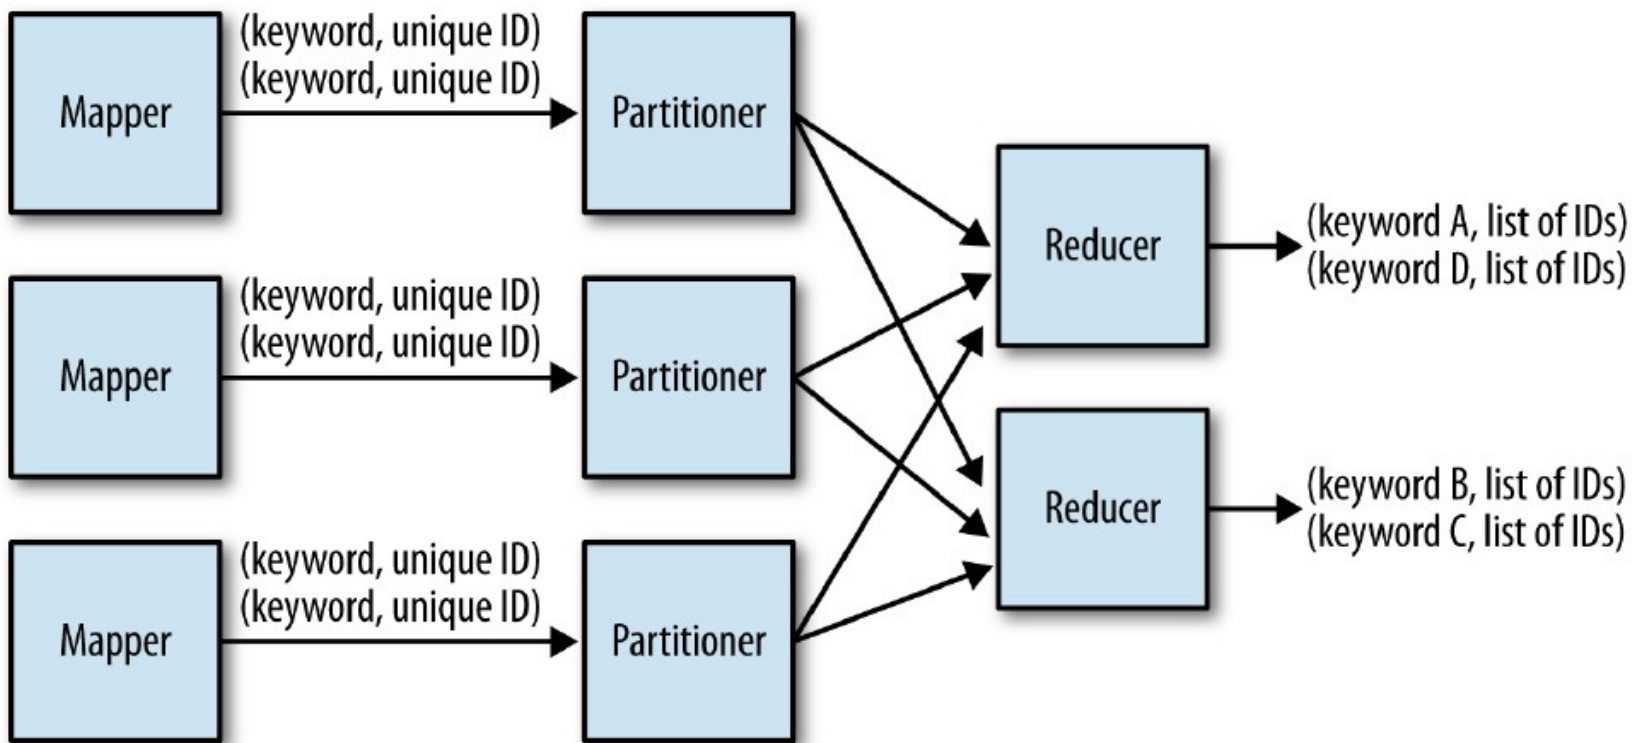 (keyword, unique ID)
(keyword, unique ID)
Mapper
Partitioner
(keyword, unique ID)
(keyword, unique ID)
Mapper
Partitioner
(keyword, unique ID)
(keyword, unique ID)
Mapper
Partitioner
Reducer
(keyword A, list of IDs)
(keyword D, list of IDs)
Reducer
(keyword B, list of IDs)
(keyword C, list of IDs)